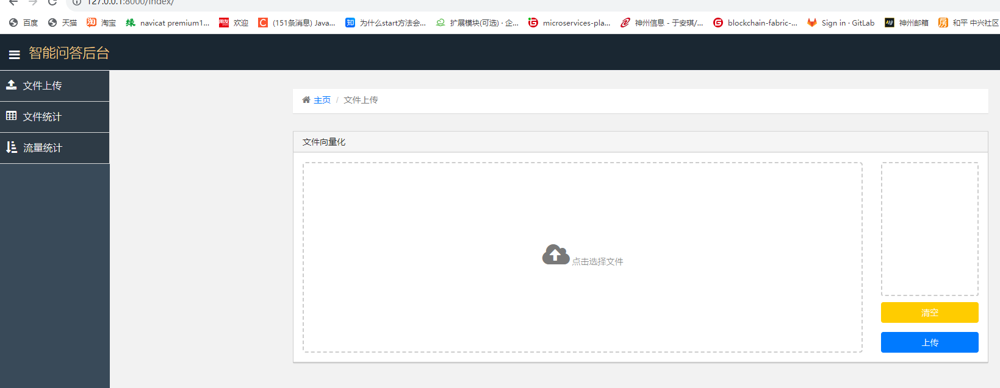 127.0.0.1:8000/index/
百度 天猫 淘宝 navicat premium1... 欢迎 (151条消息) Java... 为什么start方法会... 扩展模块(可选) · 企... microservices-pla... 神州信息 - 于安琪/... blockchain-fabric-... Sign in · GitLab 神州邮箱 和平 中兴社区
智能问答后台
文件上传
主页 / 文件上传
文件统计
流量统计
文件向量化
点击选择文件
清空
上传